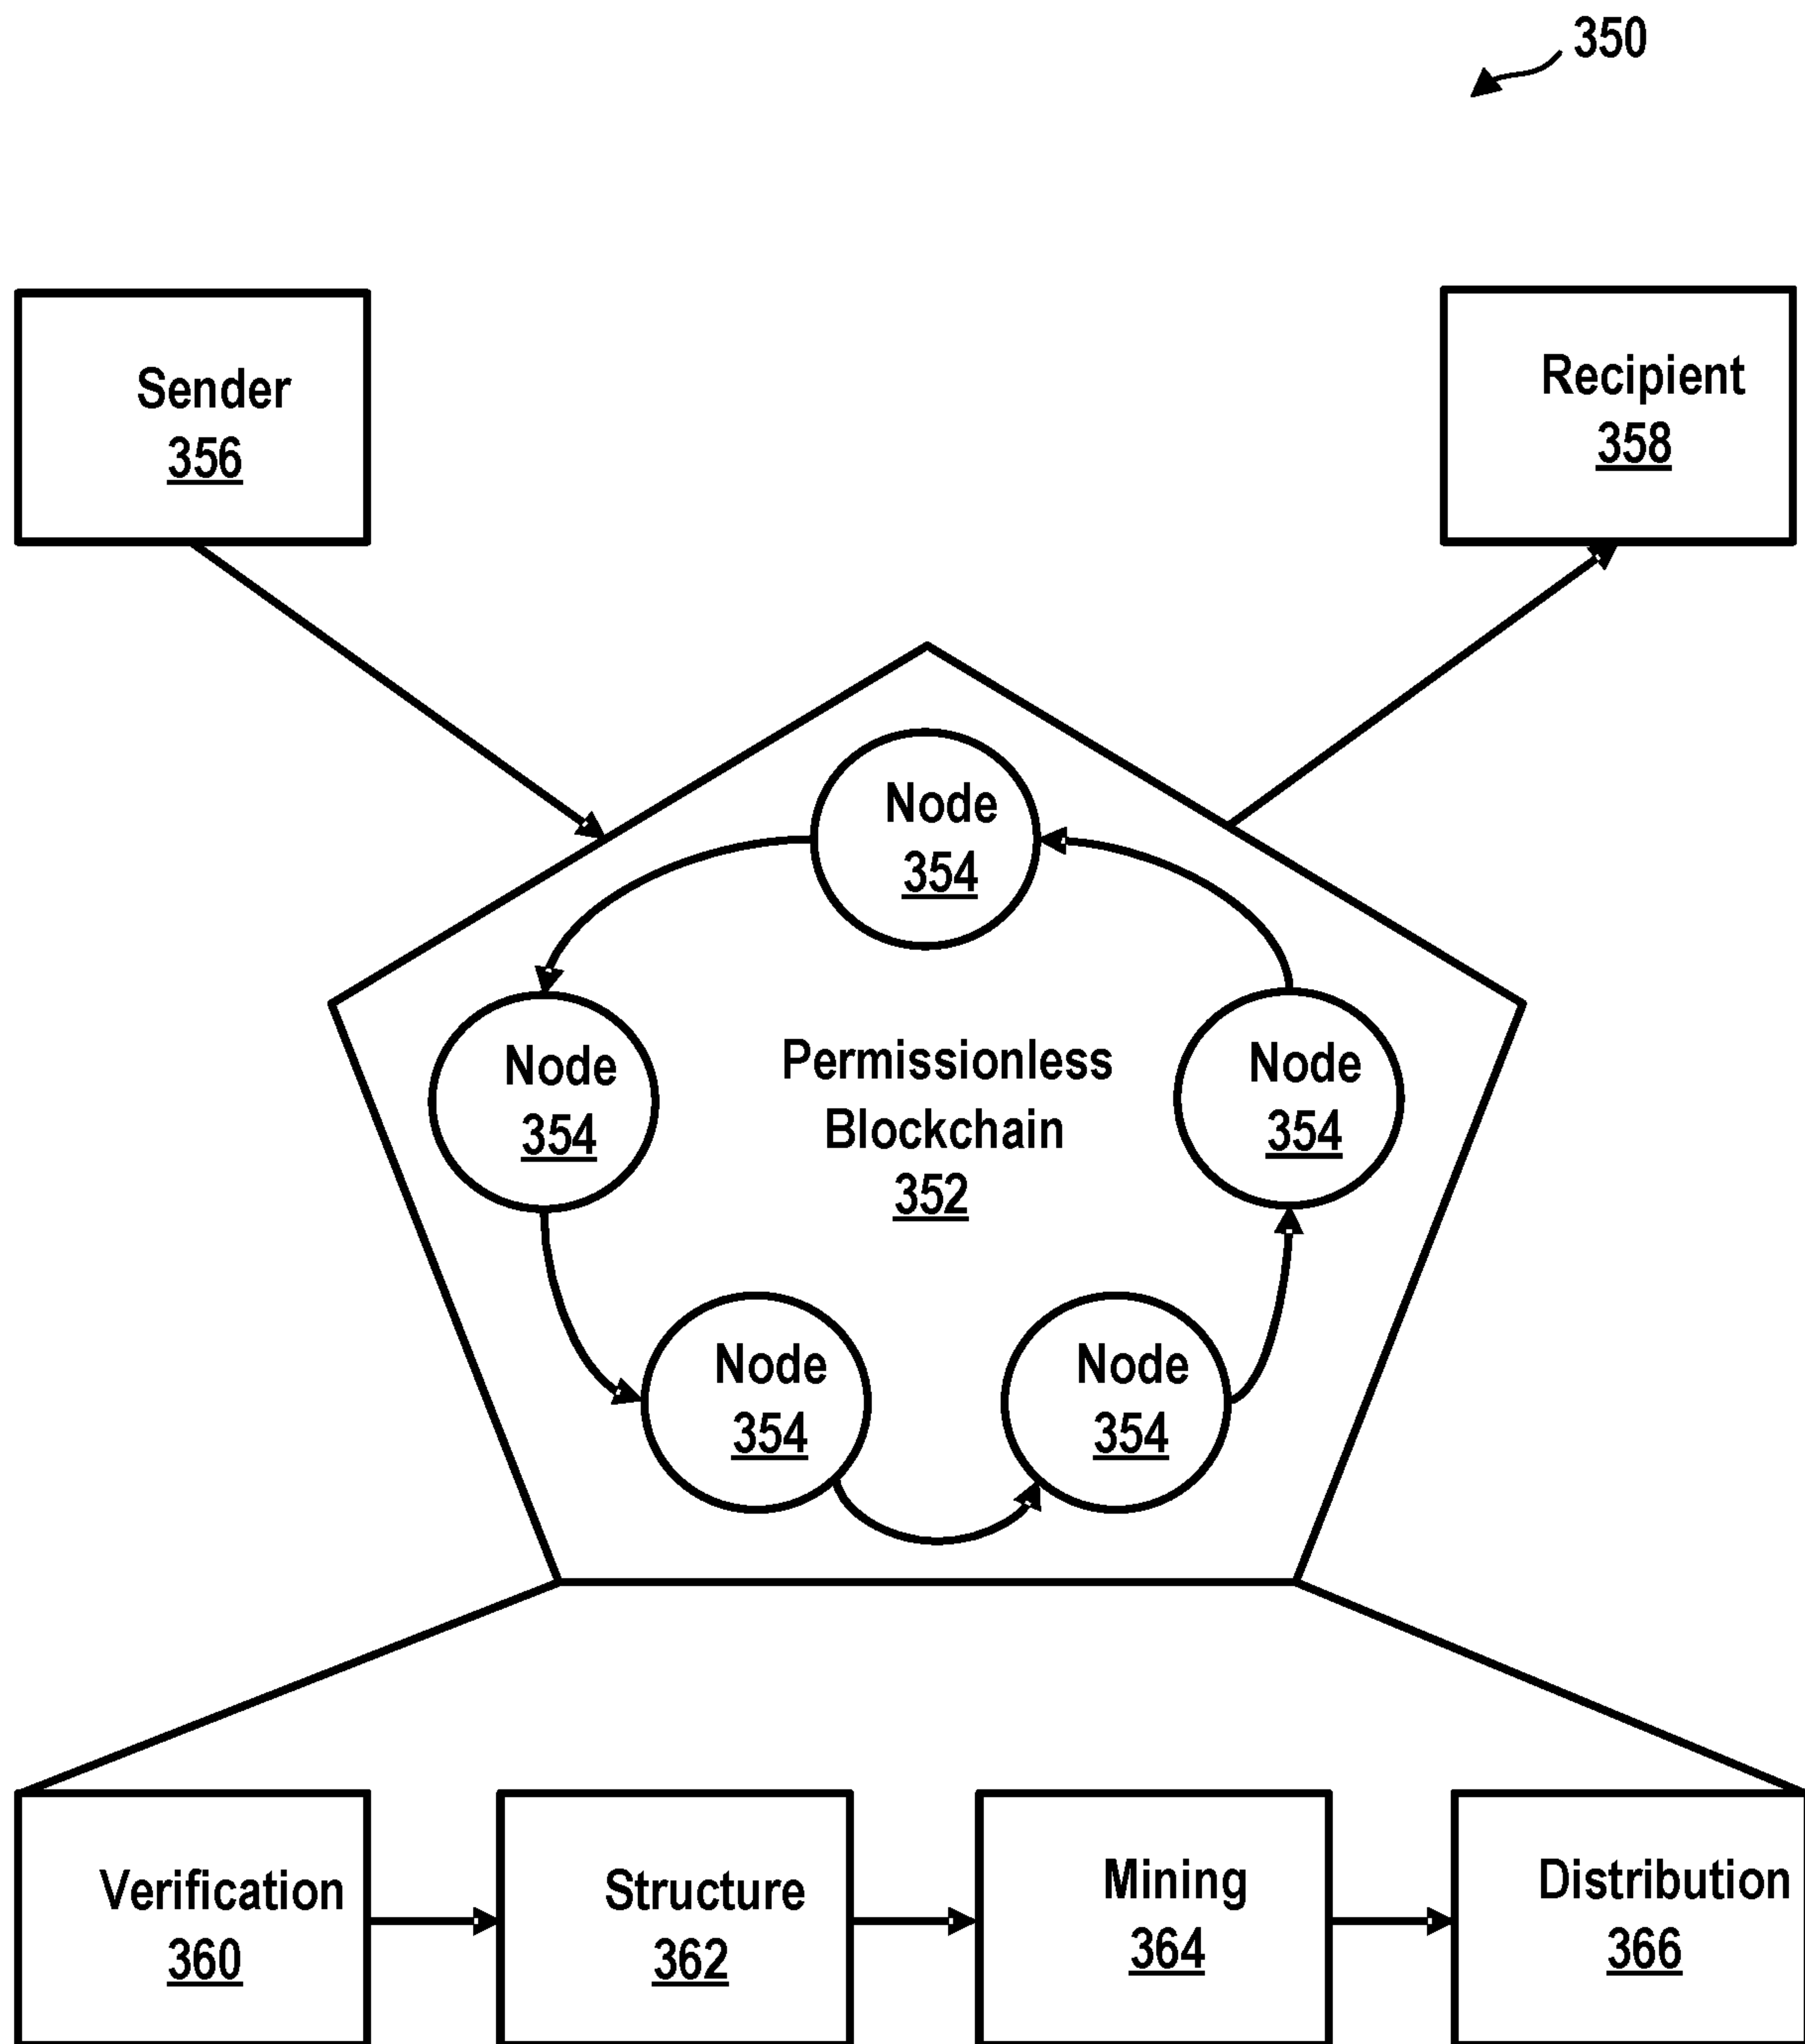 350
Sender
356
Recipient
358
Node
354
Node
354
Permissionless
Blockchain
352
Node
354
Node
354
Node
354
Verification
360
Structure
362
Mining
364
Distribution
366